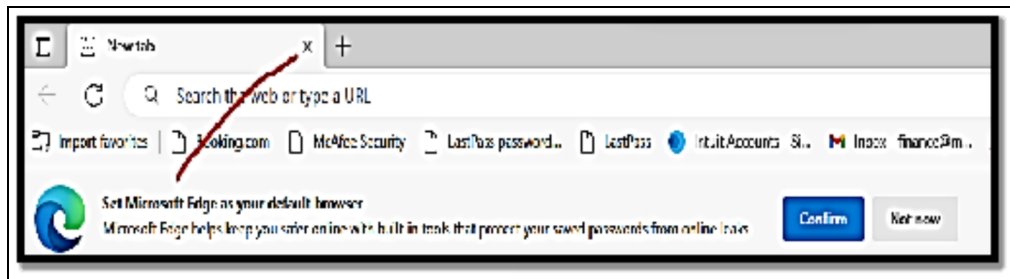 New tab
Search the web or type a URL
Import favorites Booking.com McAfee Security LastPass password... LastPass Intuit Accounts Si... Inbox finance@m...
Set Microsoft Edge as your default browser
Microsoft Edge helps keep you safer online with built in tools that protect your saved passwords from online leaks
Confirm Not now